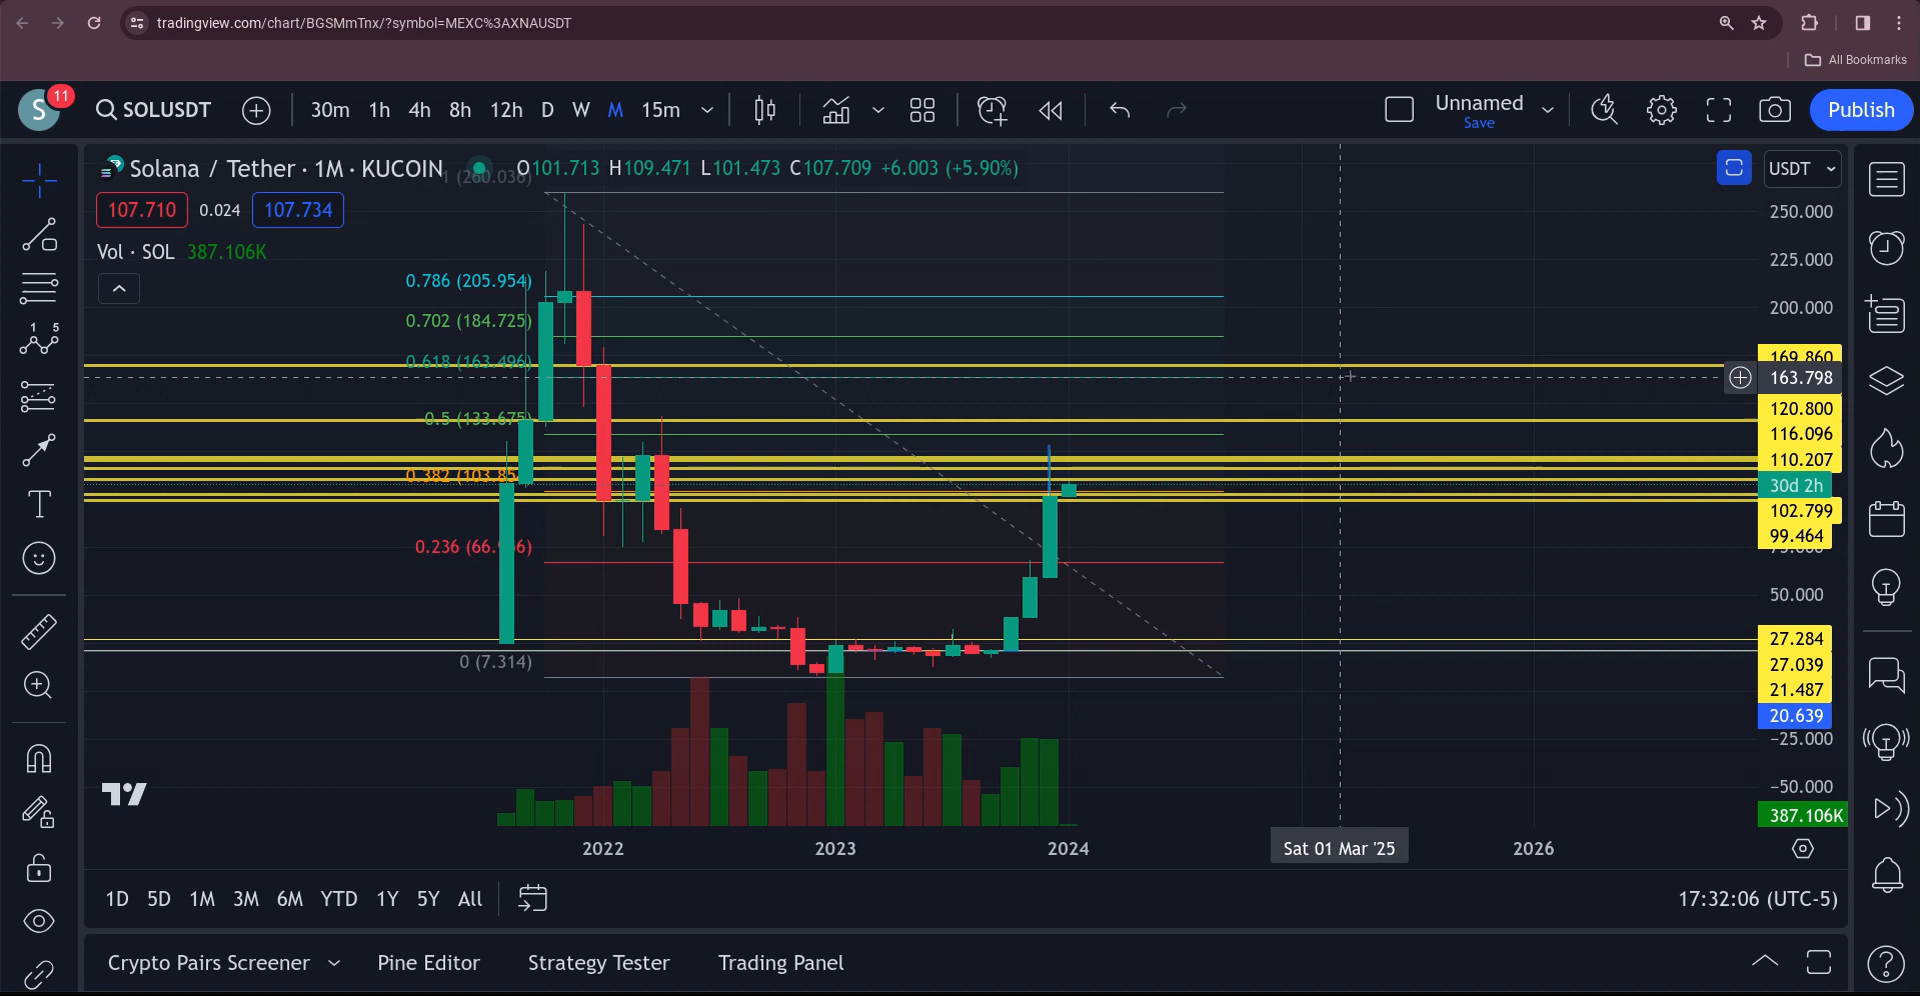 tradingview.com/chart/BGSMmTnx/?symbol=MEXC%3AXNAUSDT
All Bookmarks
S 11 SOLUSDT 30m 1h 4h 8h 12h D W M 15m Unnamed Save Publish
Solana / Tether · 1M · KUCOIN O101.713 H109.471 L101.473 C107.709 +6.003 (+5.90%) USDT
1 (260.036)
107.710 0.024 107.734
250.000
Vol · SOL 387.106K
225.000
0.786 (205.954)
200.000
0.702 (184.725)
0.618 (163.496)
169.860
163.798
120.800
0.5 (133.675)
116.096
110.207
0.382 (103.85
30d 2h
102.799
99.464
0.236 (66. 6)
50.000
27.284
0 (7.314)
27.039
21.487
20.639
−25.000
−50.000
387.106K
2022 2023 2024 Sat 01 Mar '25 2026
1D 5D 1M 3M 6M YTD 1Y 5Y All 17:32:06 (UTC-5)
Crypto Pairs Screener Pine Editor Strategy Tester Trading Panel